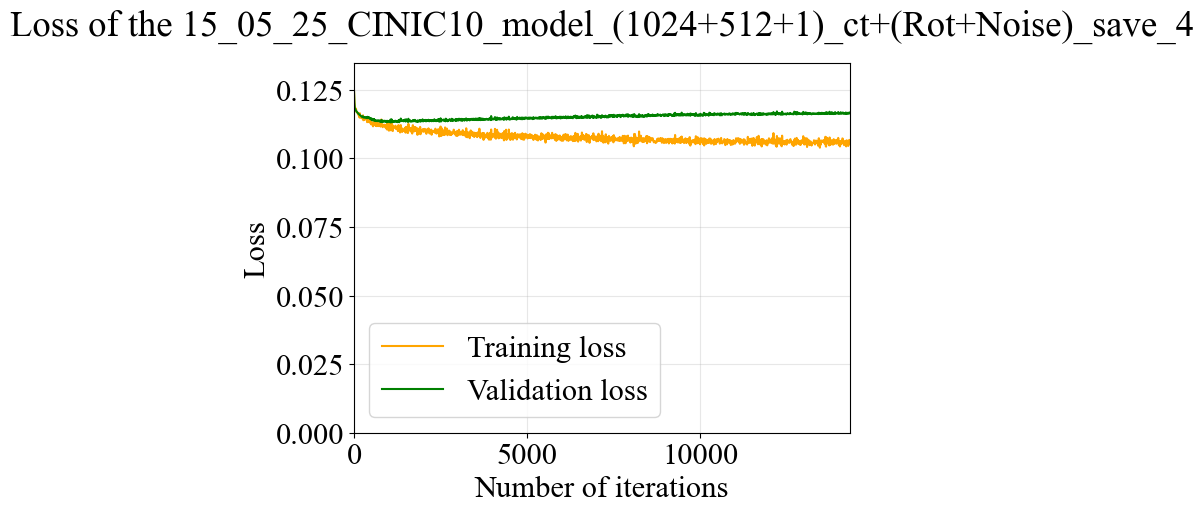 Loss of the 15_05_25_CINIC10_model_(1024+512+1)_ct+(Rot+Noise)_save_4
0.125
0.100
0.075
0.050
0.025
0.000
Loss
Training loss
Validation loss
0 5000 10000
Number of iterations